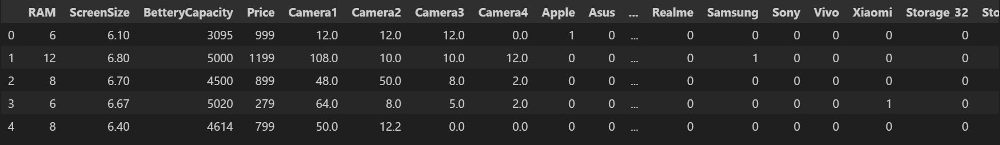 RAM ScreenSize BetteryCapacity Price Camera1 Camera2 Camera3 Camera4 Apple Asus ... Realme Samsung Sony Vivo Xiaomi Storage_32 Sto
0 6 6.10 3095 999 12.0 12.0 12.0 0.0 1 0 ... 0 0 0 0 0 0
1 12 6.80 5000 1199 108.0 10.0 10.0 12.0 0 0 ... 0 1 0 0 0 0
2 8 6.70 4500 899 48.0 50.0 8.0 2.0 0 0 ... 0 0 0 0 0 0
3 6 6.67 5020 279 64.0 8.0 5.0 2.0 0 0 ... 0 0 0 0 1 0
4 8 6.40 4614 799 50.0 12.2 0.0 0.0 0 0 ... 0 0 0 0 0 0